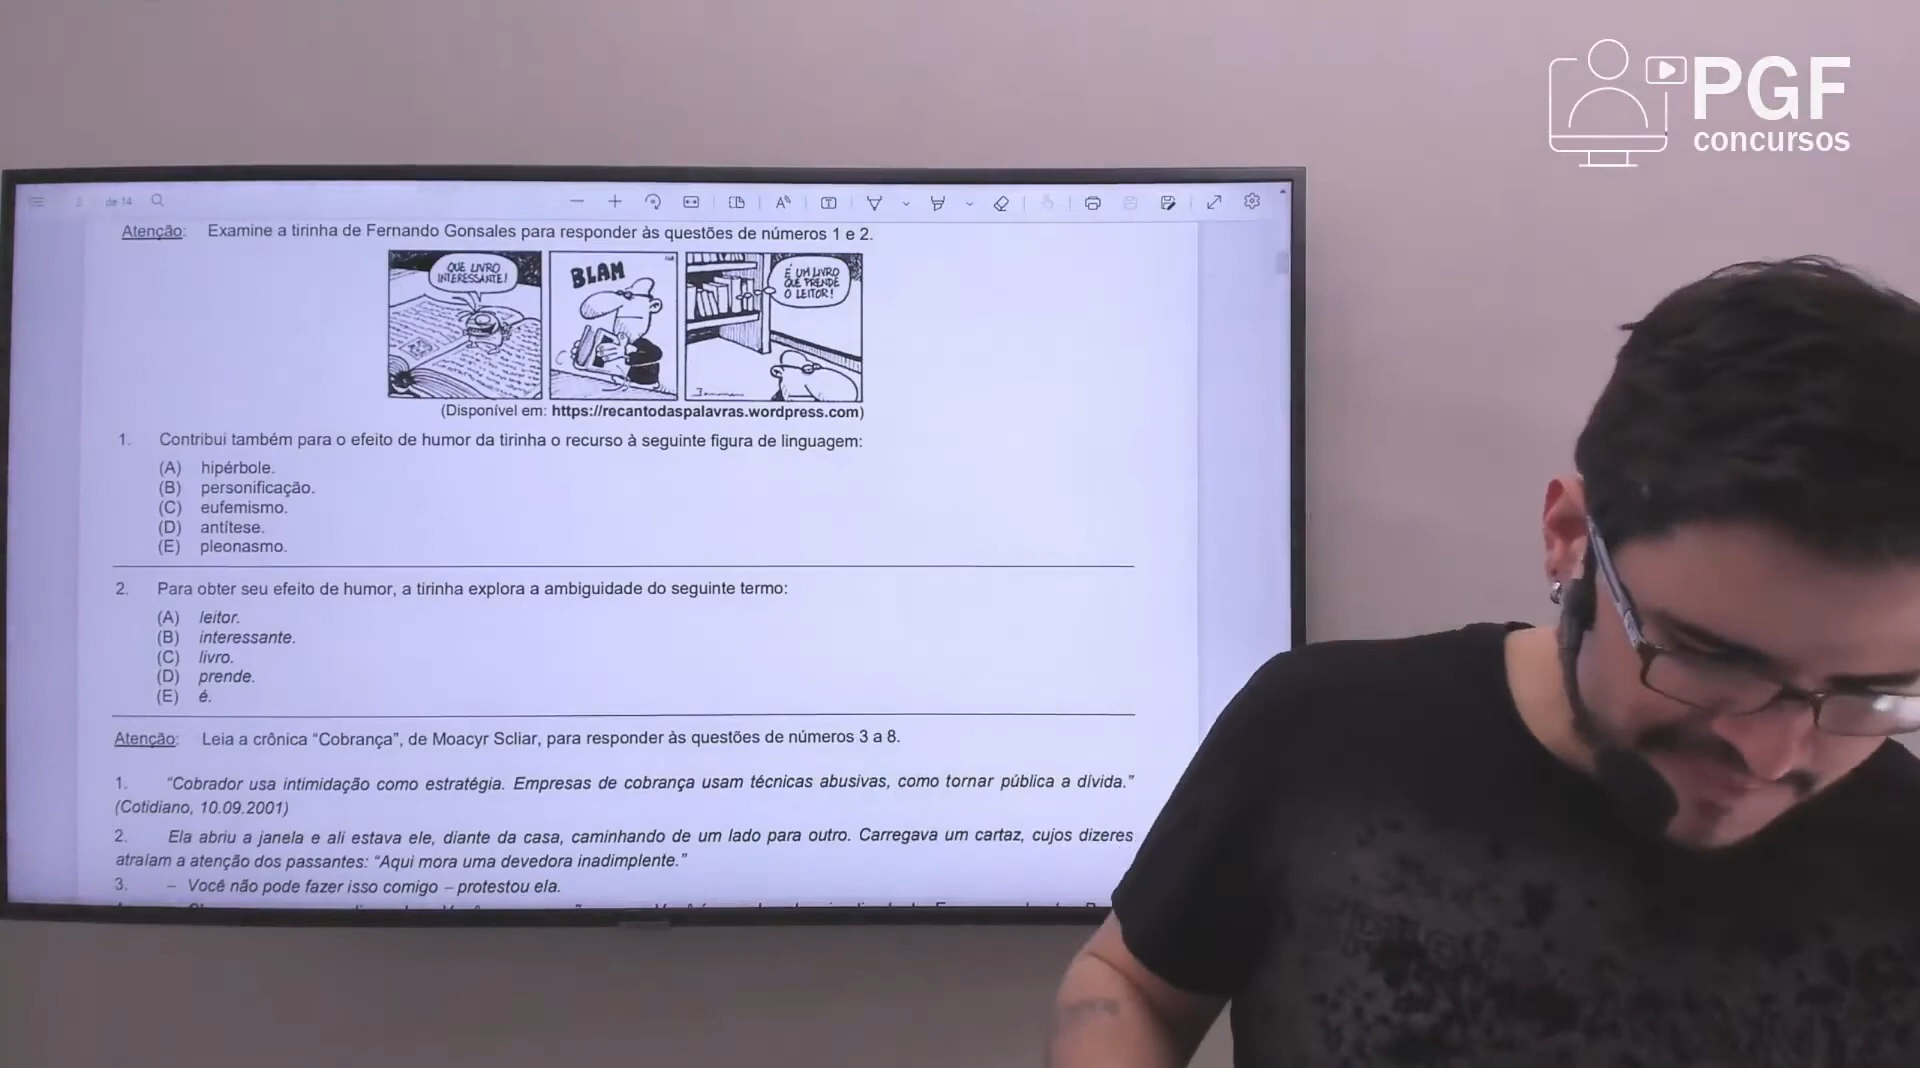 PGF
concursos
de 14
Atenção: Examine a tirinha de Fernando Gonsales para responder às questões de números 1 e 2.
QUE LIVRO
INTERESSANTE!
BLAM
É UM LIVRO
QUE PRENDE
O LEITOR!
(Disponível em: https://recantodaspalavras.wordpress.com)
1. Contribui também para o efeito de humor da tirinha o recurso à seguinte figura de linguagem:
(A) hipérbole.
(B) personificação.
(C) eufemismo.
(D) antítese.
(E) pleonasmo.
2. Para obter seu efeito de humor, a tirinha explora a ambiguidade do seguinte termo:
(A) leitor.
(B) interessante.
(C) livro.
(D) prende.
(E) é.
Atenção: Leia a crônica “Cobrança”, de Moacyr Scliar, para responder às questões de números 3 a 8.
1. “Cobrador usa intimidação como estratégia. Empresas de cobrança usam técnicas abusivas, como tornar pública a dívida.”
(Cotidiano, 10.09.2001)
2. Ela abriu a janela e ali estava ele, diante da casa, caminhando de um lado para outro. Carregava um cartaz, cujos dizeres
atraíam a atenção dos passantes: “Aqui mora uma devedora inadimplente.”
3. – Você não pode fazer isso comigo – protestou ela.